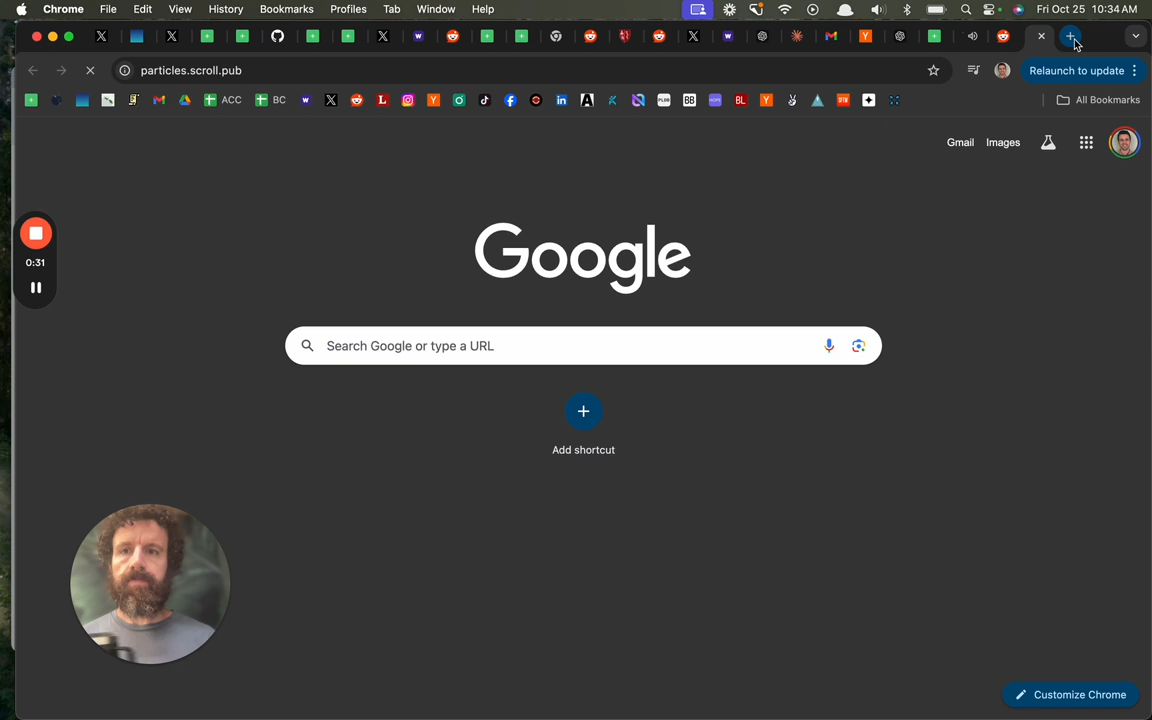 Chrome File Edit View History Bookmarks Profiles Tab Window Help Fri Oct 25 10:34 AM
particles.scroll.pub Relaunch to update
ACC BC All Bookmarks
Gmail Images
Google
0:31
Search Google or type a URL
Add shortcut
Customize Chrome